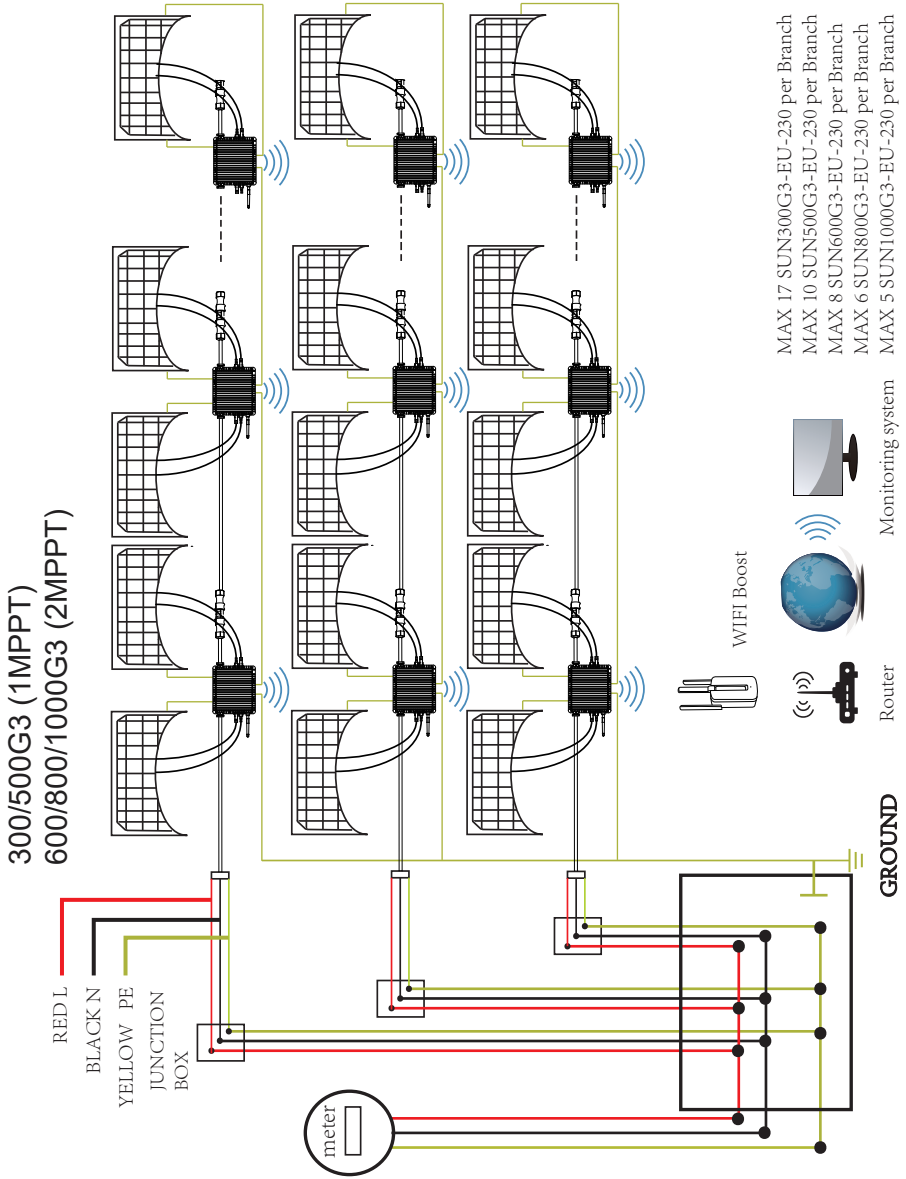 300/500G3 (1MPPT)
600/800/1000G3 (2MPPT)
RED L
BLACK N
YELLOW PE
JUNCTION
BOX
meter
GROUND
WIFI Boost
Router
Monitoring system
MAX 17 SUN300G3-EU-230 per Branch
MAX 10 SUN500G3-EU-230 per Branch
MAX 8 SUN600G3-EU-230 per Branch
MAX 6 SUN800G3-EU-230 per Branch
MAX 5 SUN1000G3-EU-230 per Branch